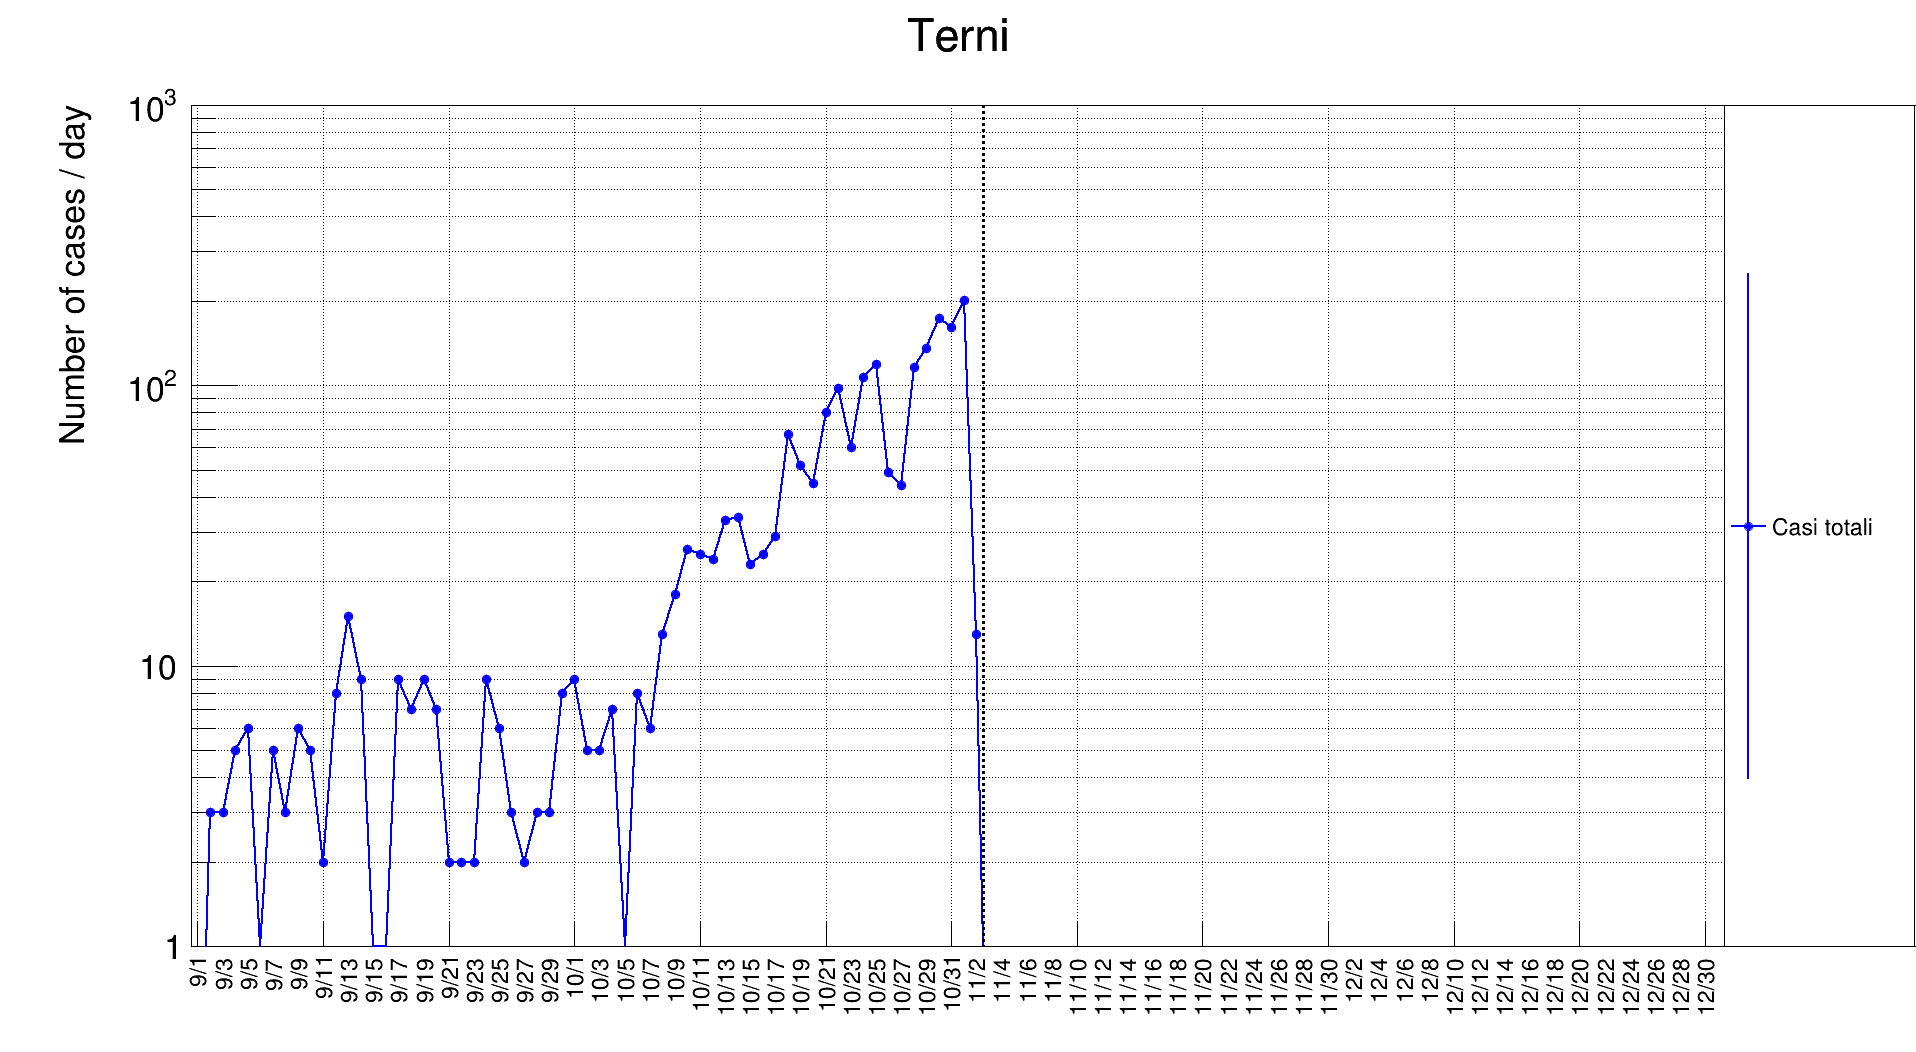 Terni
Number of cases / day
10³
10²
10
1
9/1 9/3 9/5 9/7 9/9 9/11 9/13 9/15 9/17 9/19 9/21 9/23 9/25 9/27 9/29 10/1 10/3 10/5 10/7 10/9 10/11 10/13 10/15 10/17 10/19 10/21 10/23 10/25 10/27 10/29 10/31 11/2 11/4 11/6 11/8 11/10 11/12 11/14 11/16 11/18 11/20 11/22 11/24 11/26 11/28 11/30 12/2 12/4 12/6 12/8 12/10 12/12 12/14 12/16 12/18 12/20 12/22 12/24 12/26 12/28 12/30
Casi totali